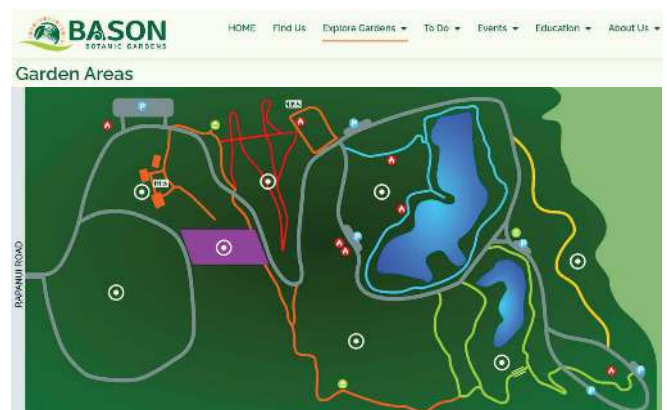 BASON
BOTANIC GARDENS
HOME Find Us Explore Gardens To Do Events Education About Us
Garden Areas
P
P
P
RAPANUI ROAD
P
P
P